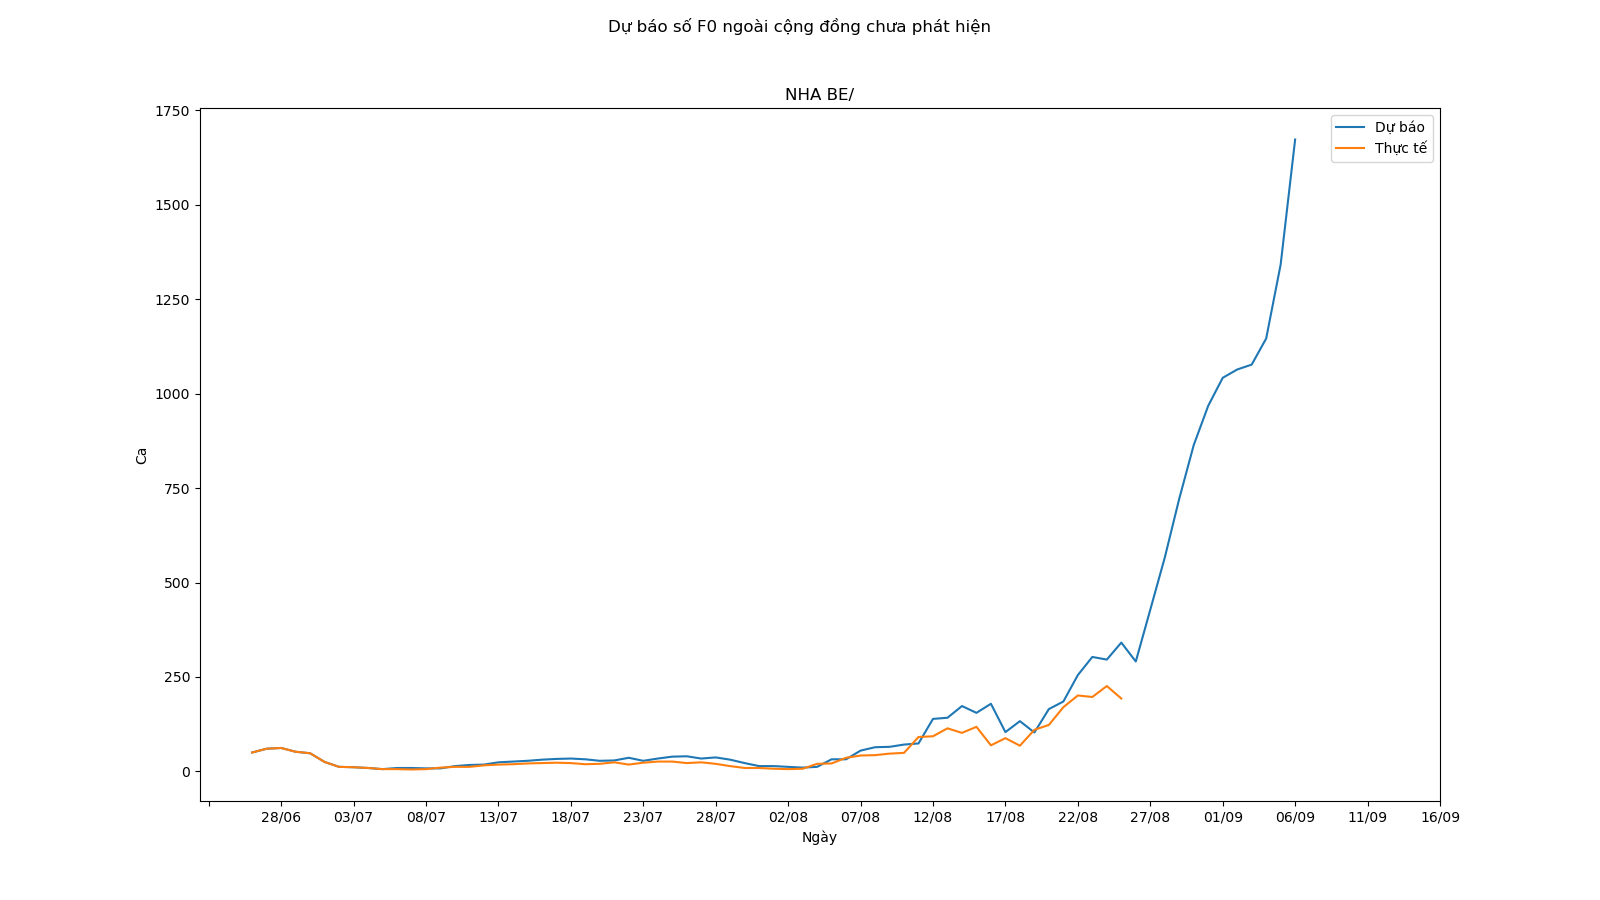 Dự báo số F0 ngoài cộng đồng chưa phát hiện
NHA BE/
Dự báo
Thực tế
1750
1500
1250
1000
750
500
250
0
Ca
28/06 03/07 08/07 13/07 18/07 23/07 28/07 02/08 07/08 12/08 17/08 22/08 27/08 01/09 06/09 11/09 16/09
Ngày